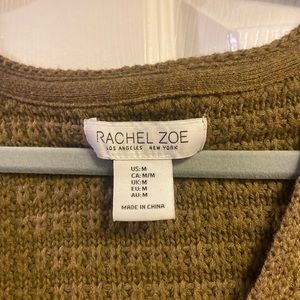 RACHEL ZOE
LOS ANGELES NEW YORK
US: M
CA: M/M
UK: M
EU: M
AU: M
MADE IN CHINA